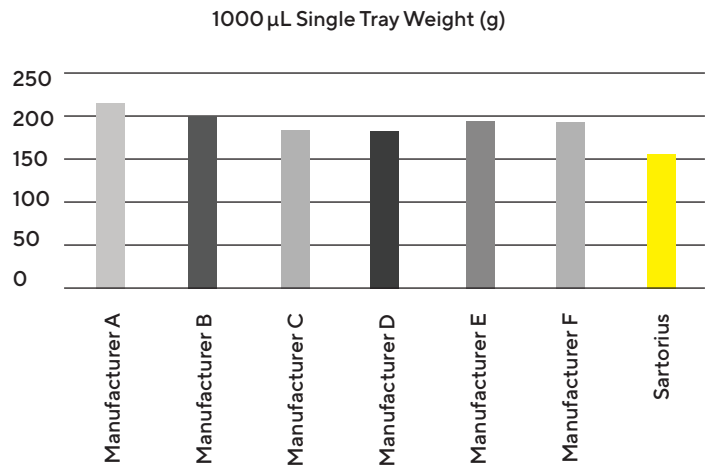 1000 µL Single Tray Weight (g)
250
200
150
100
50
0
Manufacturer A
Manufacturer B
Manufacturer C
Manufacturer D
Manufacturer E
Manufacturer F
Sartorius